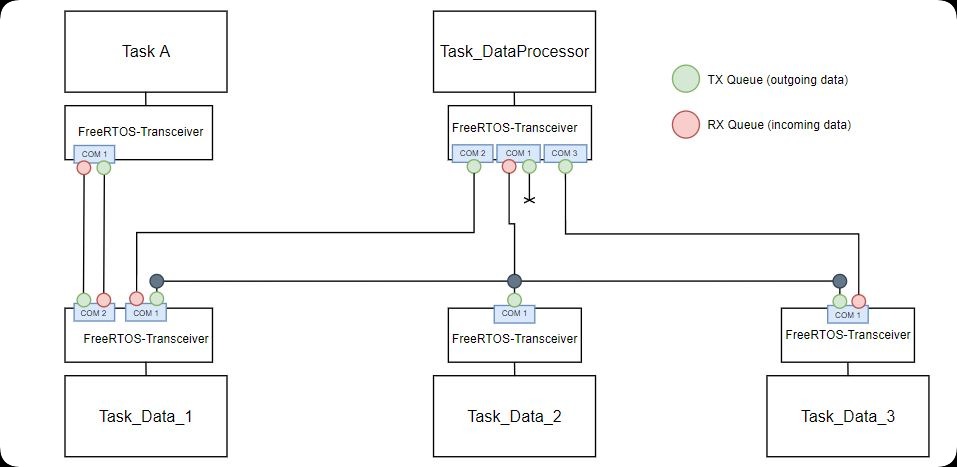 Task A
Task_DataProcessor
TX Queue (outgoing data)
RX Queue (incoming data)
FreeRTOS-Transceiver
COM 1
FreeRTOS-Transceiver
COM 2
COM 1
COM 3
COM 2
COM 1
FreeRTOS-Transceiver
Task_Data_1
COM 1
FreeRTOS-Transceiver
Task_Data_2
COM 1
FreeRTOS-Transceiver
Task_Data_3